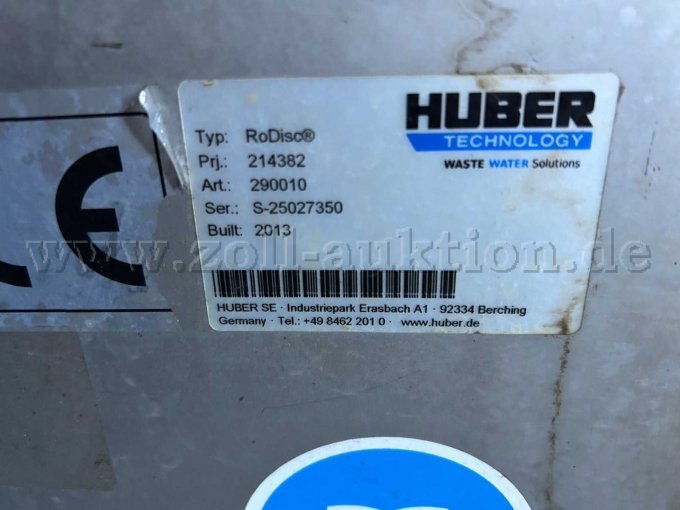 HUBER
TECHNOLOGY
WASTE WATER Solutions
Typ: RoDisc®
Prj.: 214382
Art.: 290010
Ser.: S-25027350
Built: 2013
HUBER SE · Industriepark Erasbach A1 · 92334 Berching
Germany · Tel.: +49 8462 201 0 · www.huber.de
CE
www.zoll-auktion.de